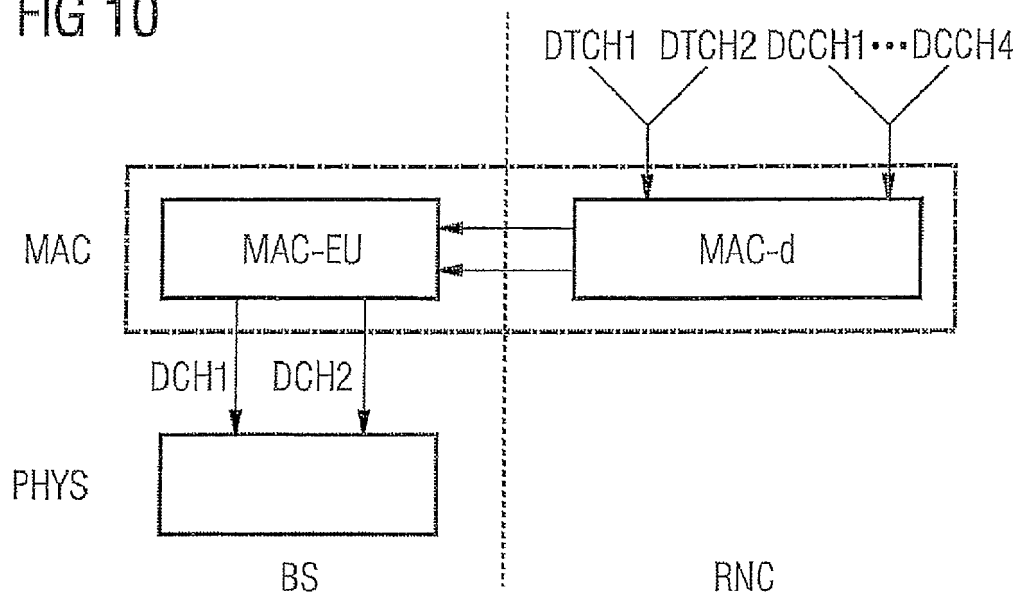 FIG 10
DTCH1 DTCH2 DCCH1•••DCCH4
MAC
MAC-EU
MAC-d
DCH1
DCH2
PHYS
BS
RNC